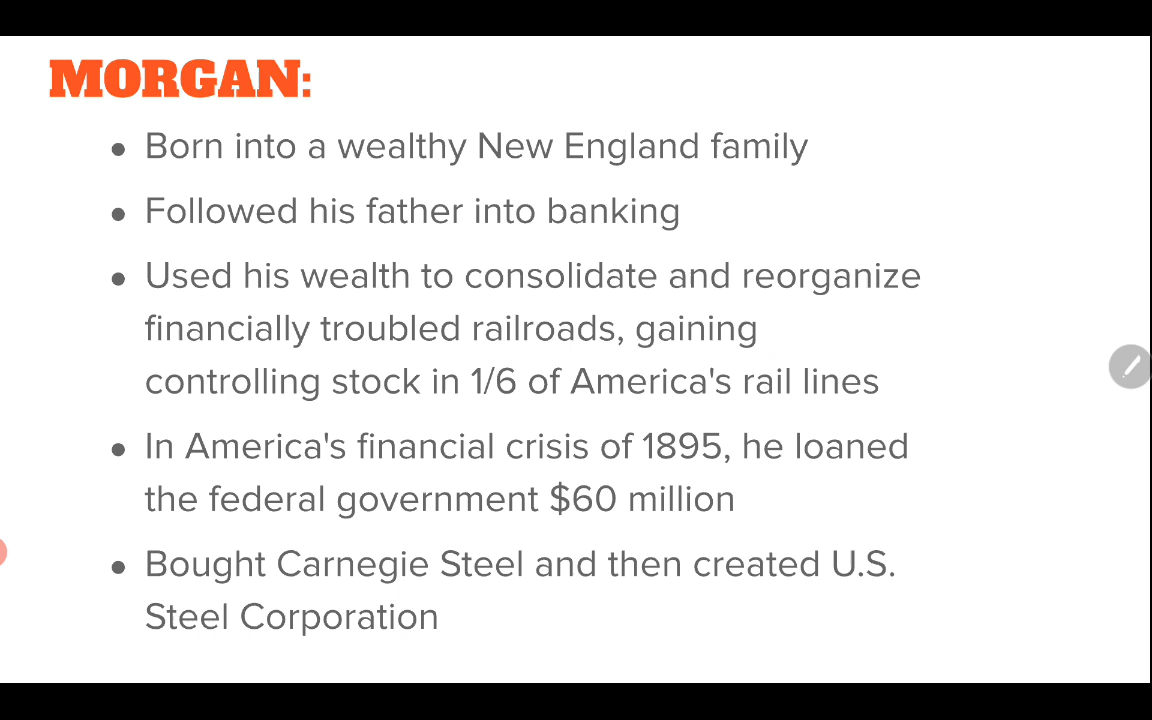 MORGAN:
• Born into a wealthy New England family
• Followed his father into banking
• Used his wealth to consolidate and reorganize
financially troubled railroads, gaining
controlling stock in 1/6 of America's rail lines
• In America's financial crisis of 1895, he loaned
the federal government $60 million
• Bought Carnegie Steel and then created U.S.
Steel Corporation